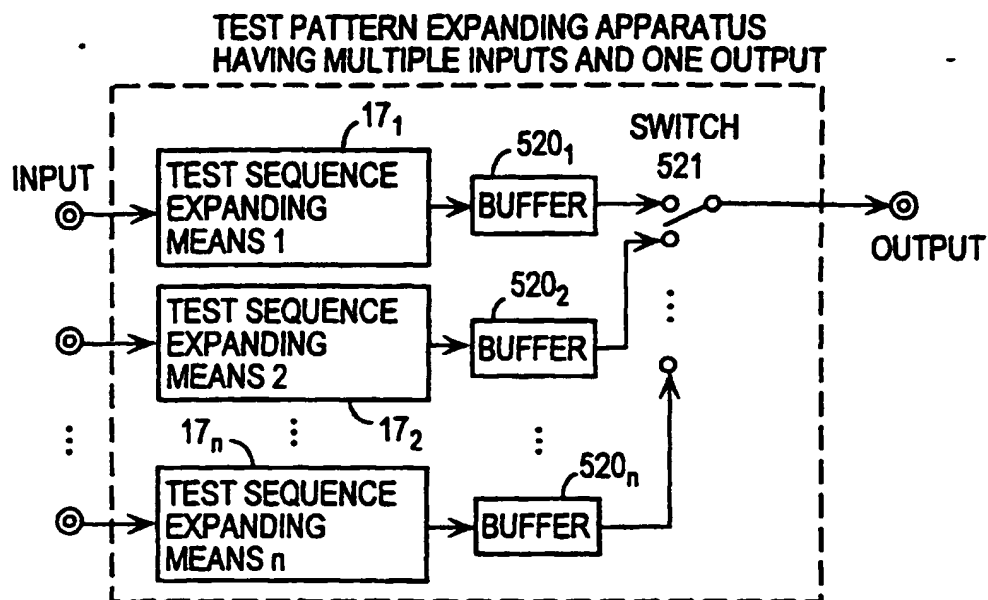 TEST PATTERN EXPANDING APPARATUS
HAVING MULTIPLE INPUTS AND ONE OUTPUT
17₁
SWITCH
521
520₁
INPUT
TEST SEQUENCE
EXPANDING
MEANS 1
BUFFER
OUTPUT
520₂
TEST SEQUENCE
EXPANDING
MEANS 2
BUFFER
17₂
17ₙ
520ₙ
TEST SEQUENCE
EXPANDING
MEANS n
BUFFER